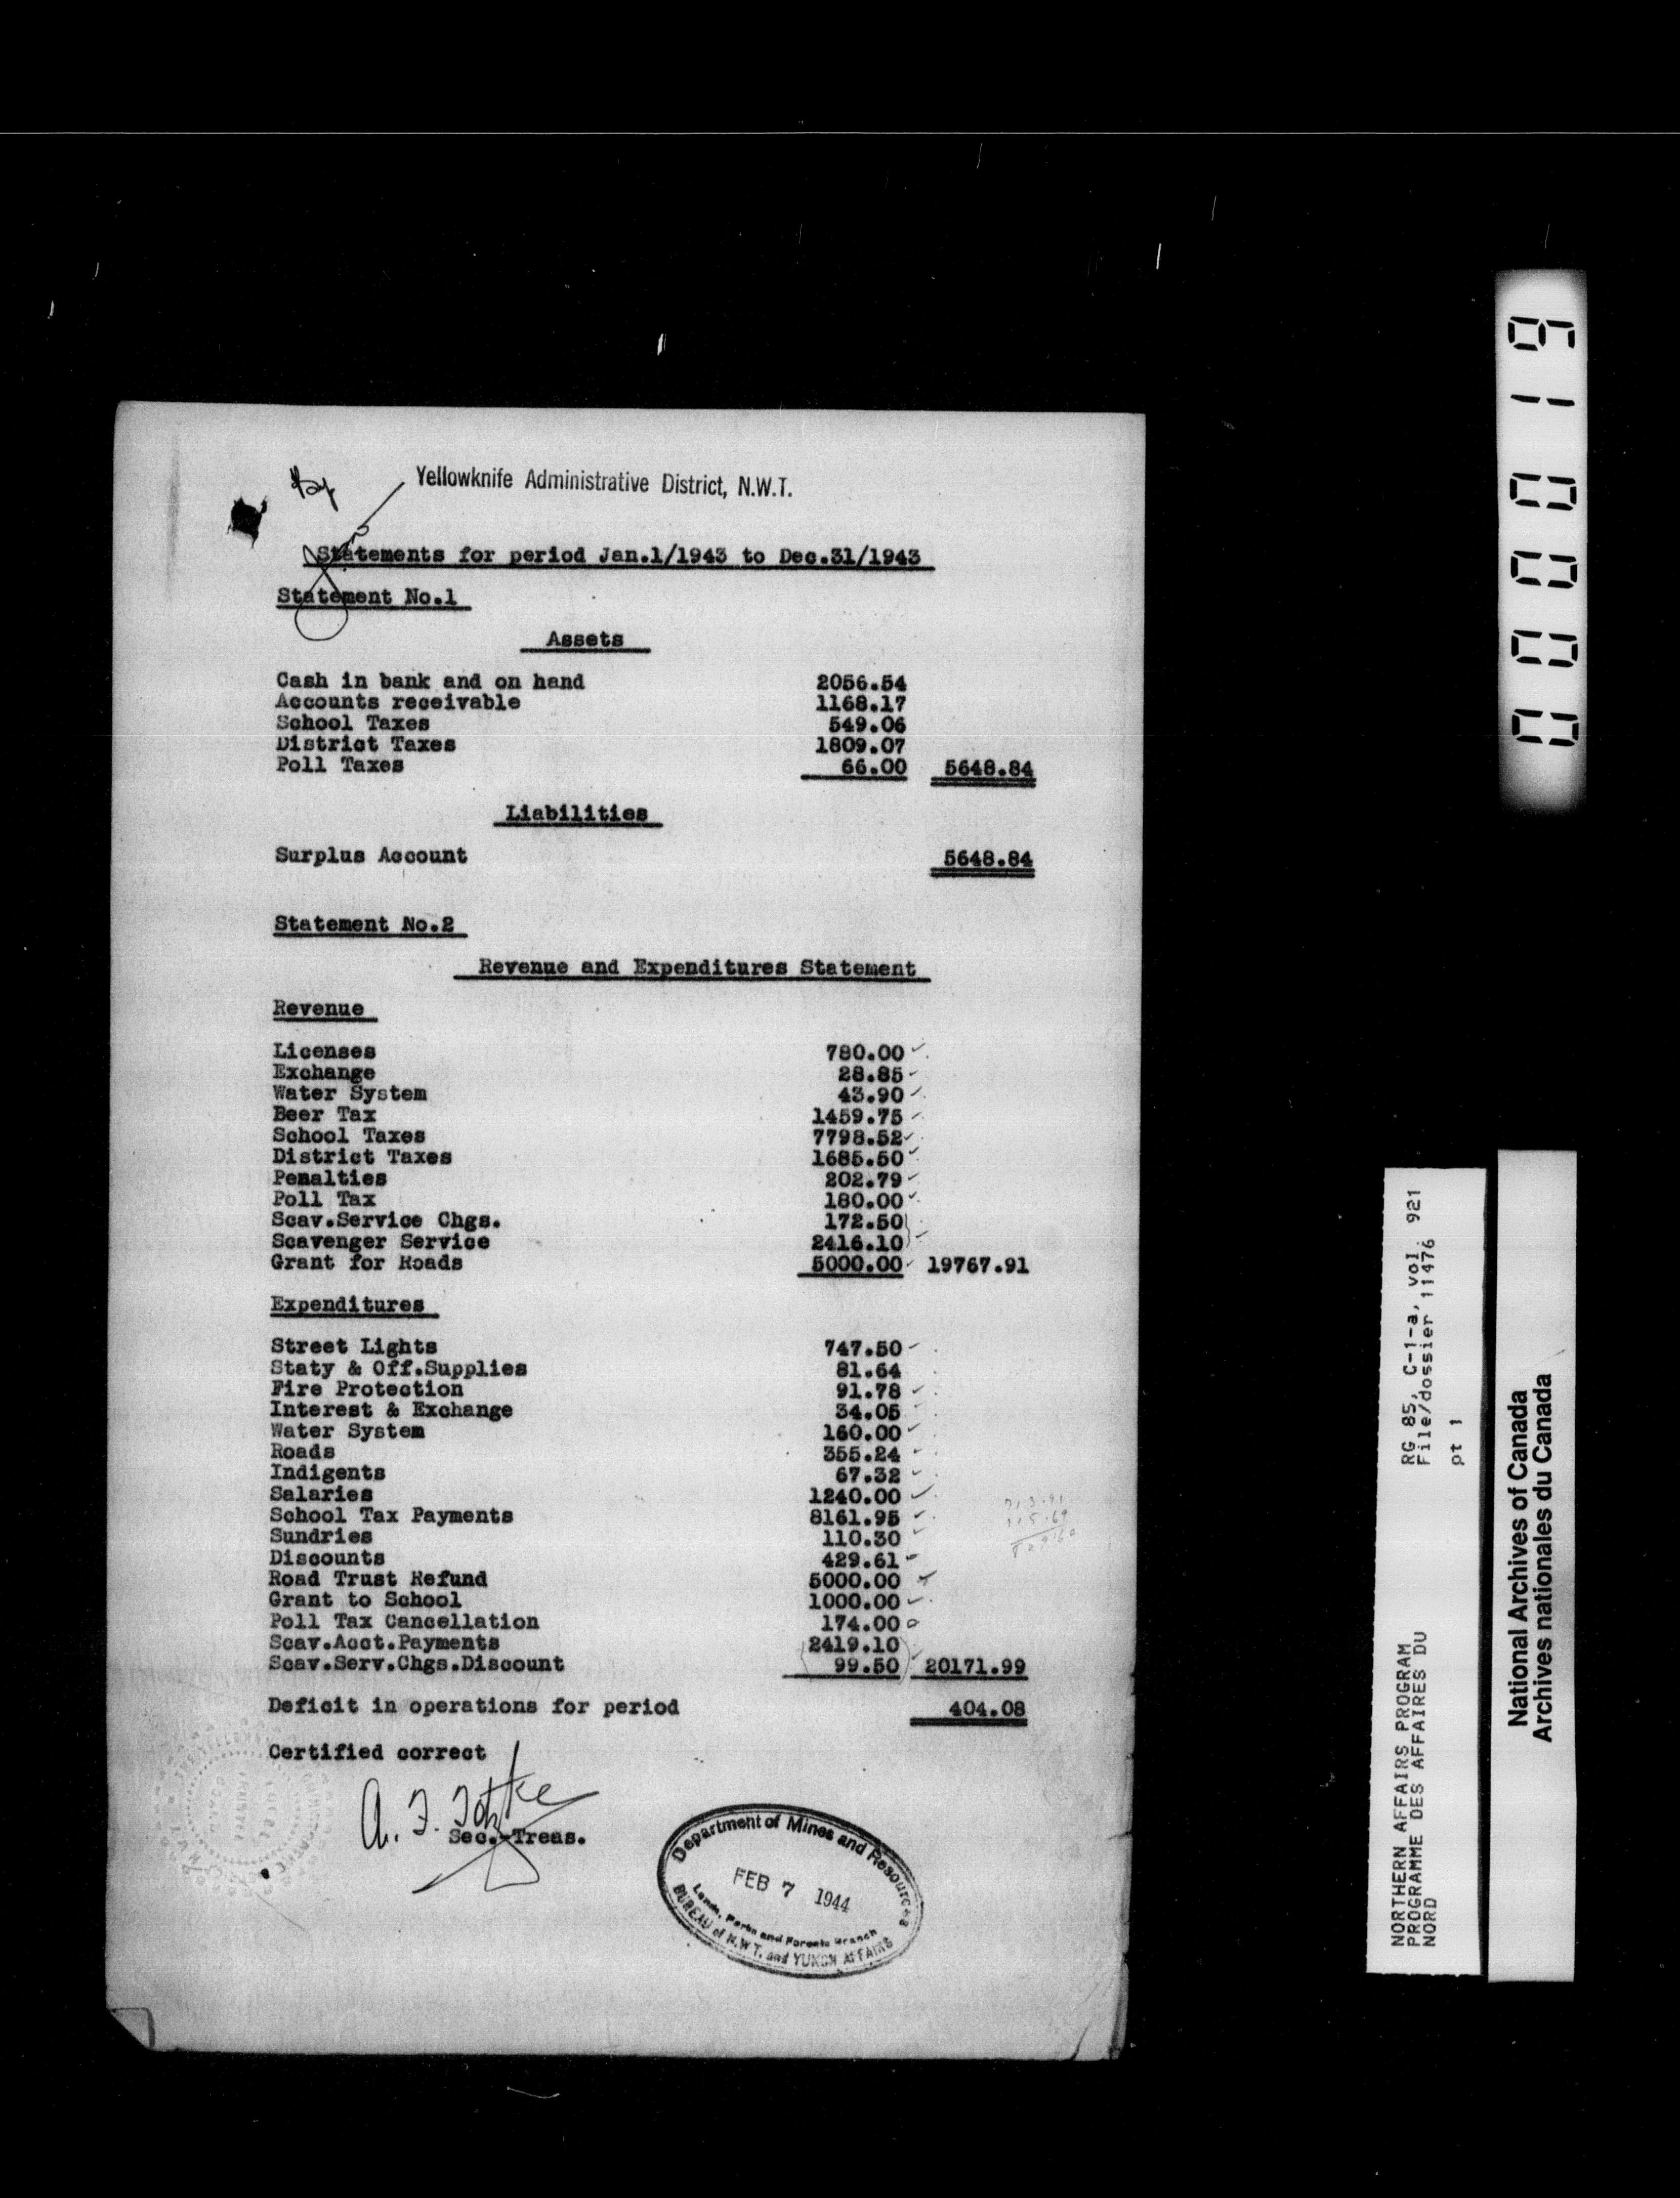 Yellowknife Administrative District, N.W.T.
Statements for period Jan.1/1943 to Dec.31/1943
Statement No.1
Assets
Cash in bank and on hand 2056.54
Accounts receivable 1168.17
School Taxes 549.06
District Taxes 1809.07
Poll Taxes 66.00 5648.84
Liabilities
Surplus Account 5648.84
Statement No.2
Revenue and Expenditures Statement
Revenue
Licenses 780.00
Exchange 28.85
Water System 43.90
Beer Tax 1459.75
School Taxes 7798.52
District Taxes 1685.50
Penalties 202.79
Poll Tax 180.00
Scav.Service Chgs. 172.50
Scavenger Service 2416.10
Grant for Roads 5000.00 19767.91
Expenditures
Street Lights 747.50
Staty & Off.Supplies 81.64
Fire Protection 91.78
Interest & Exchange 34.05
Water System 160.00
Roads 355.24
Indigents 67.32
Salaries 1240.00
School Tax Payments 8161.95
Sundries 110.30
Discounts 429.61
Road Trust Refund 5000.00
Grant to School 1000.00
Poll Tax Cancellation 174.00
Scav.Acct.Payments 2419.10
Scav.Serv.Chgs.Discount 99.50 20171.99
Deficit in operations for period 404.08
Certified correct
Sec.-Treas.
Department of Mines and Resources
FEB 7 1944
Lands, Parks and Forests Branch
BUREAU of N.W.T. and YUKON AFFAIRS
000019
RG 85, C-1-a, vol. 921
File/dossier 11476
pt 1
NORTHERN AFFAIRS PROGRAM
PROGRAMME DES AFFAIRES DU
NORD
National Archives of Canada
Archives nationales du Canada